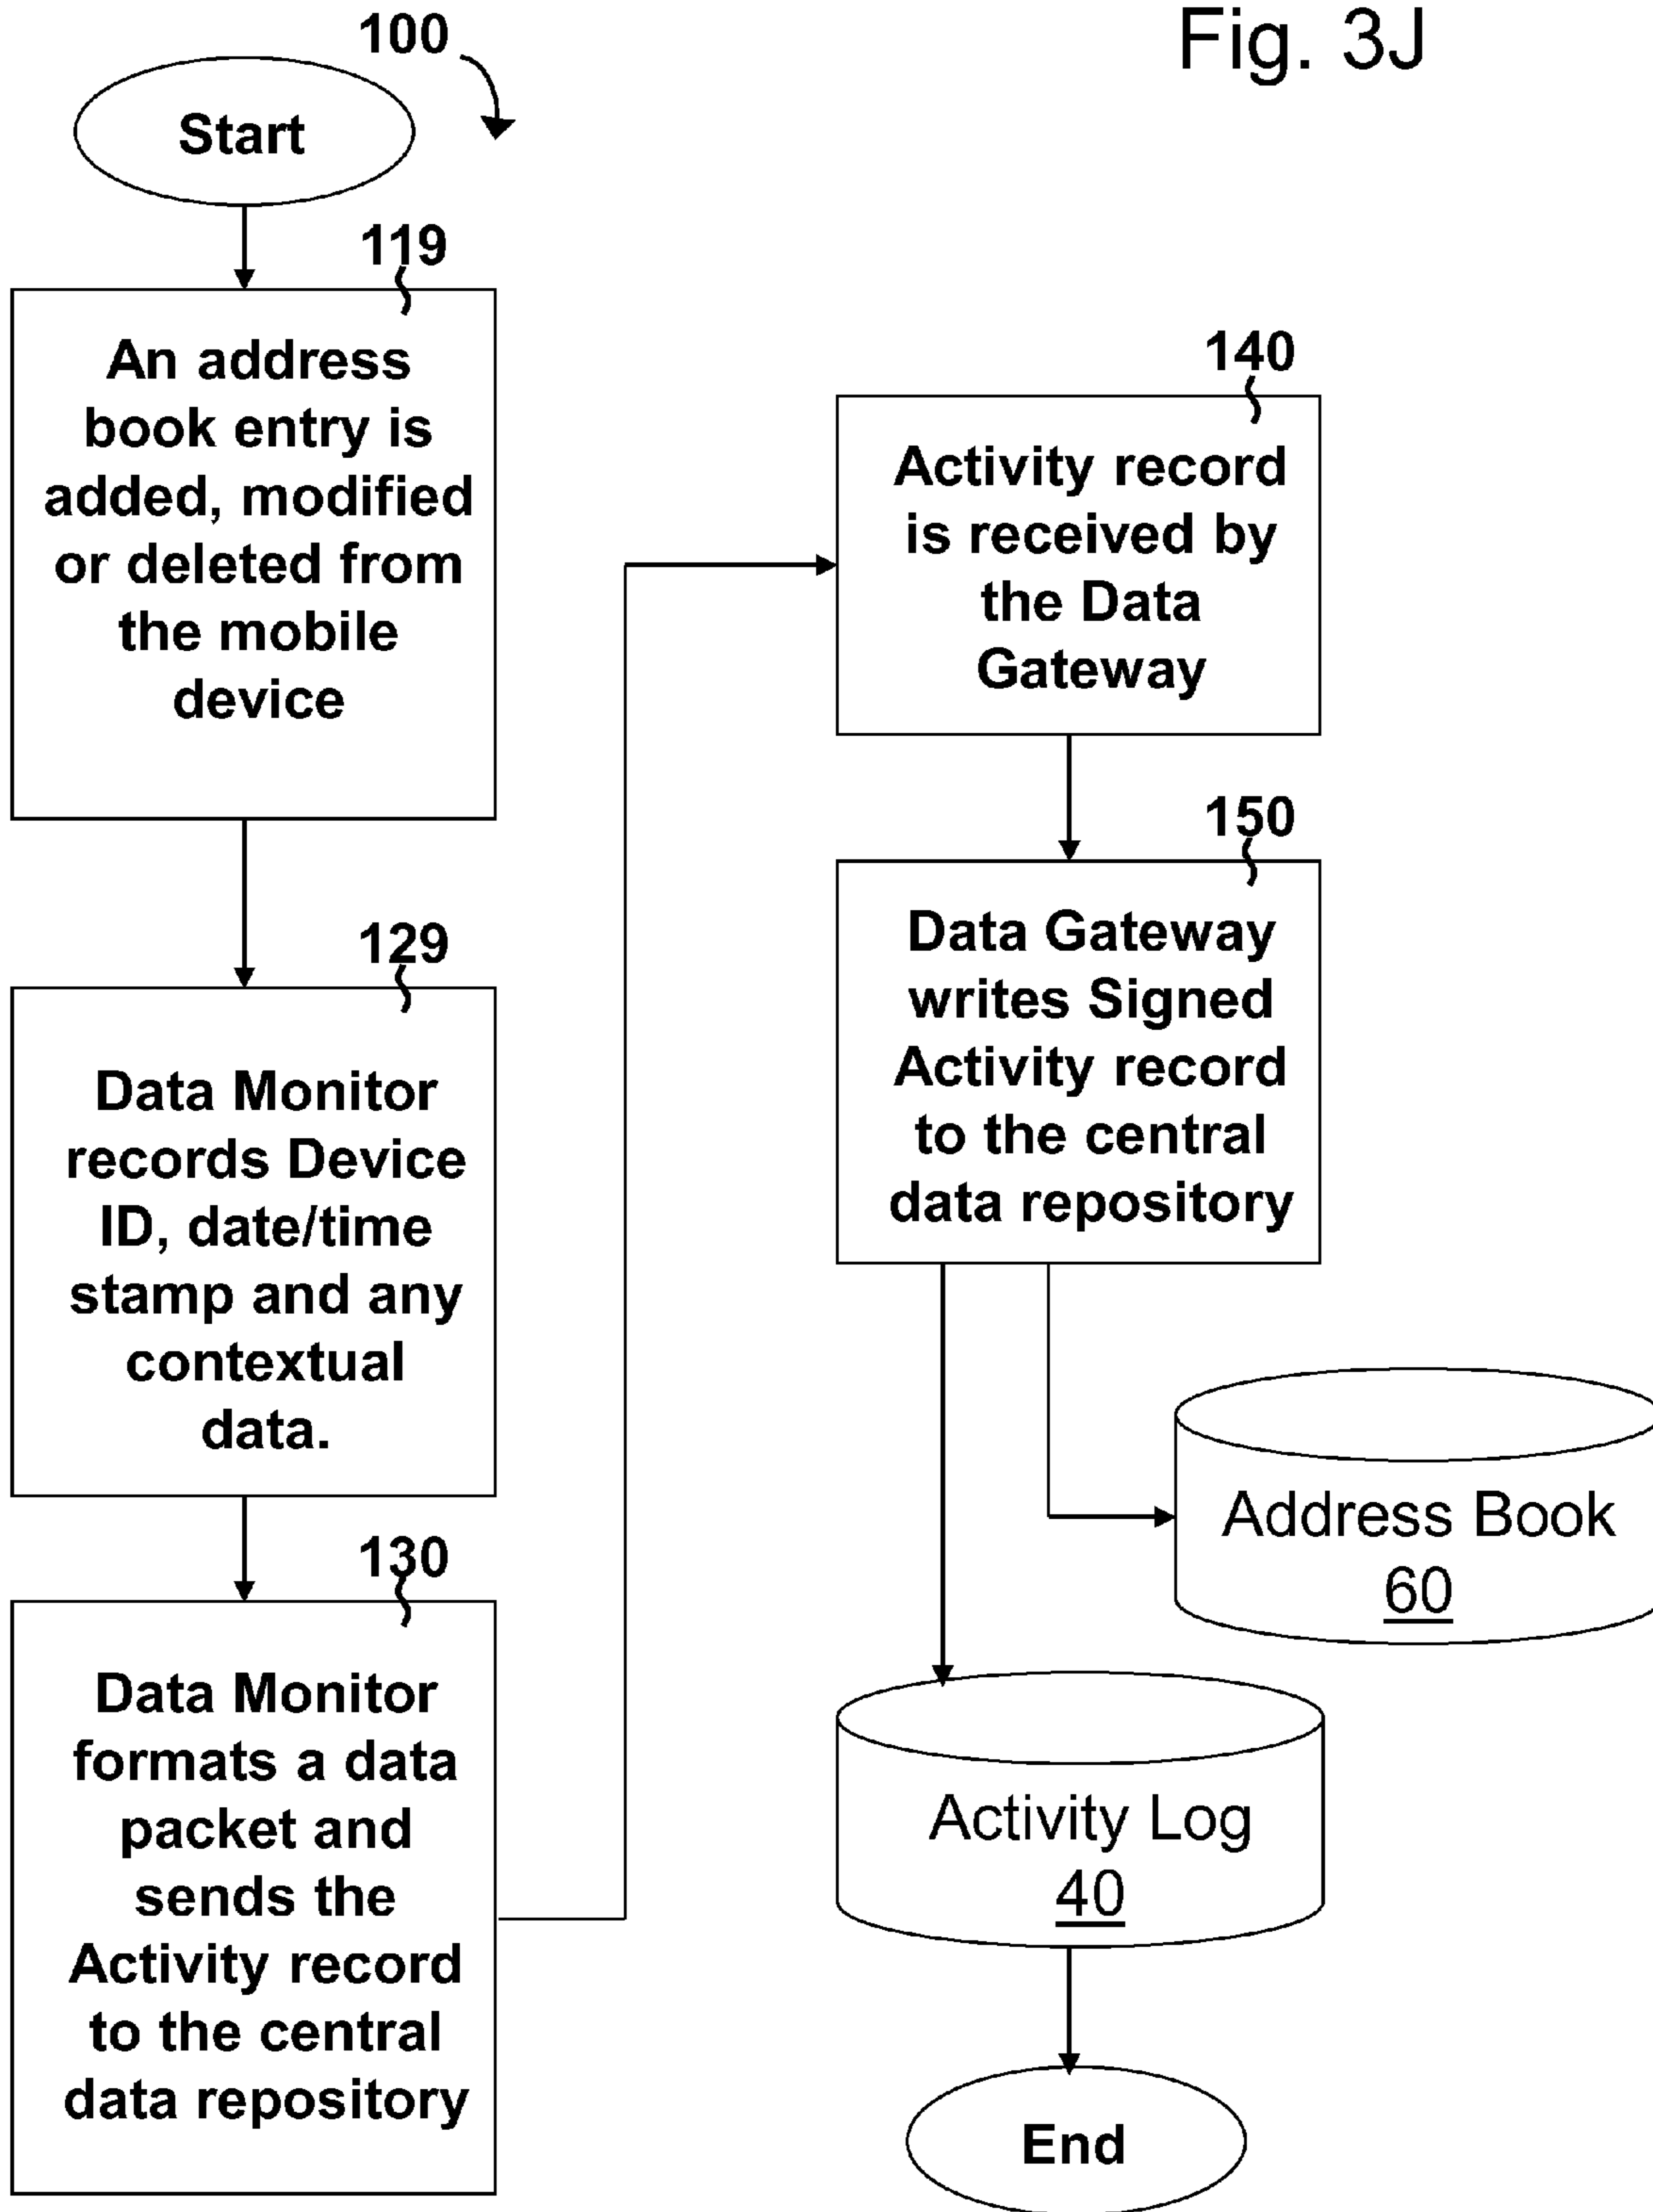 Fig. 3J
100
Start
119
An address
book entry is
added, modified
or deleted from
the mobile
device
129
Data Monitor
records Device
ID, date/time
stamp and any
contextual
data.
130
Data Monitor
formats a data
packet and
sends the
Activity record
to the central
data repository
140
Activity record
is received by
the Data
Gateway
150
Data Gateway
writes Signed
Activity record
to the central
data repository
Address Book
60
Activity Log
40
End